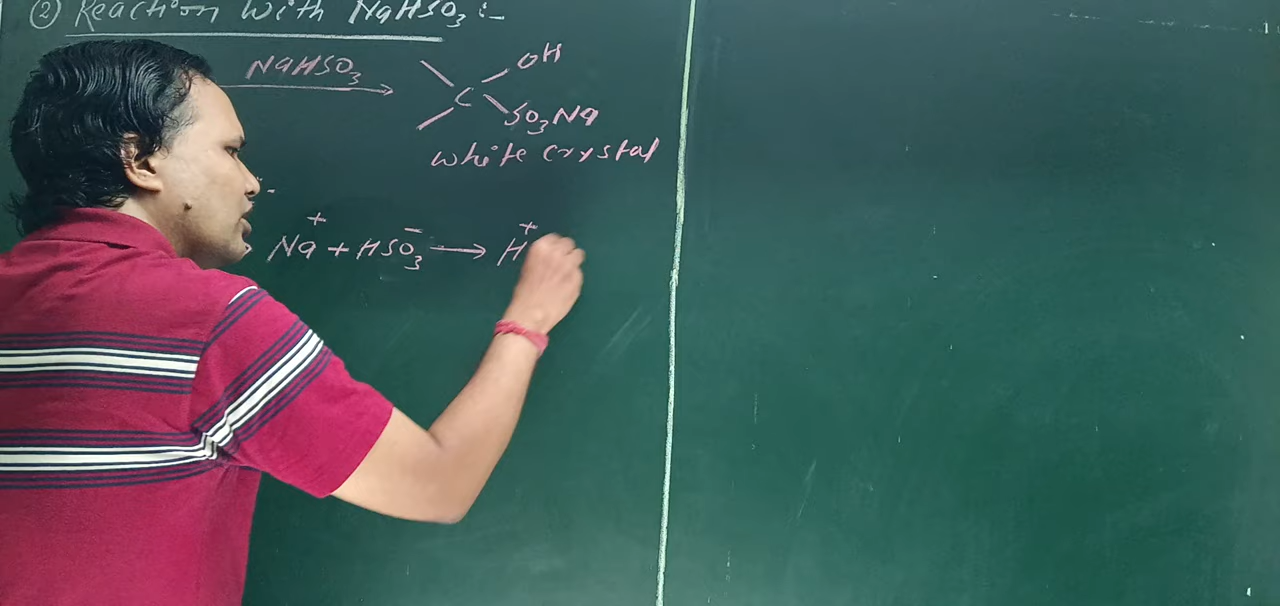 ② Reaction with NaHSO₃ :-
NaHSO₃
OH
C
SO₃Na
white crystal
Na⁺ + HSO₃⁻ → H⁺